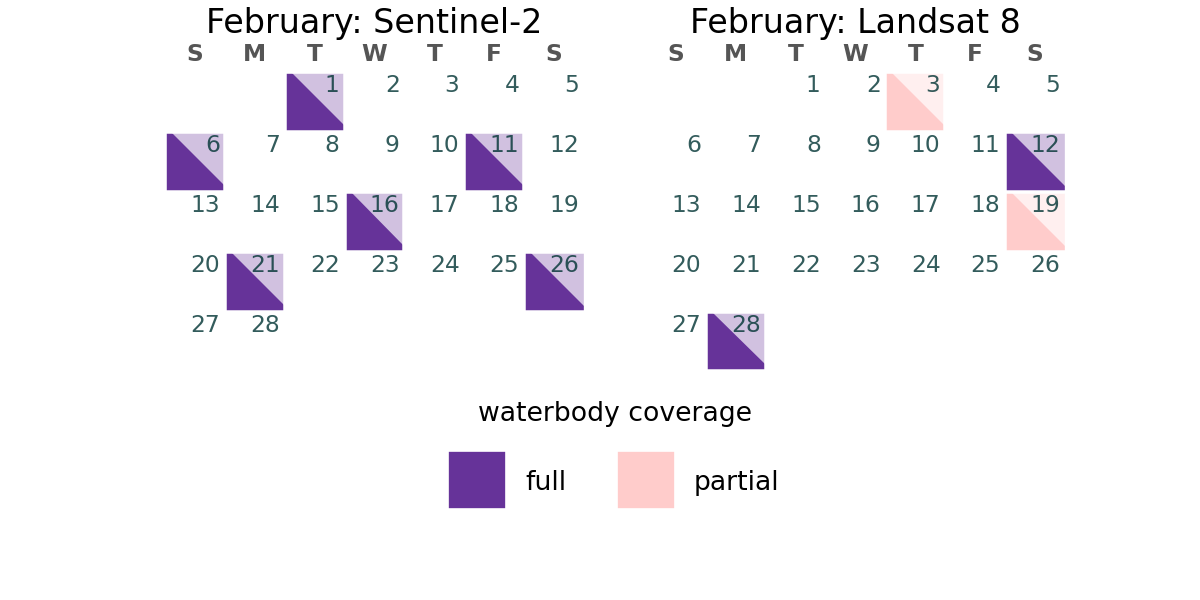 February: Sentinel-2
S M T W T F S
1 2 3 4 5
6 7 8 9 10 11 12
13 14 15 16 17 18 19
20 21 22 23 24 25 26
27 28
February: Landsat 8
S M T W T F S
1 2 3 4 5
6 7 8 9 10 11 12
13 14 15 16 17 18 19
20 21 22 23 24 25 26
27 28
waterbody coverage
full
partial